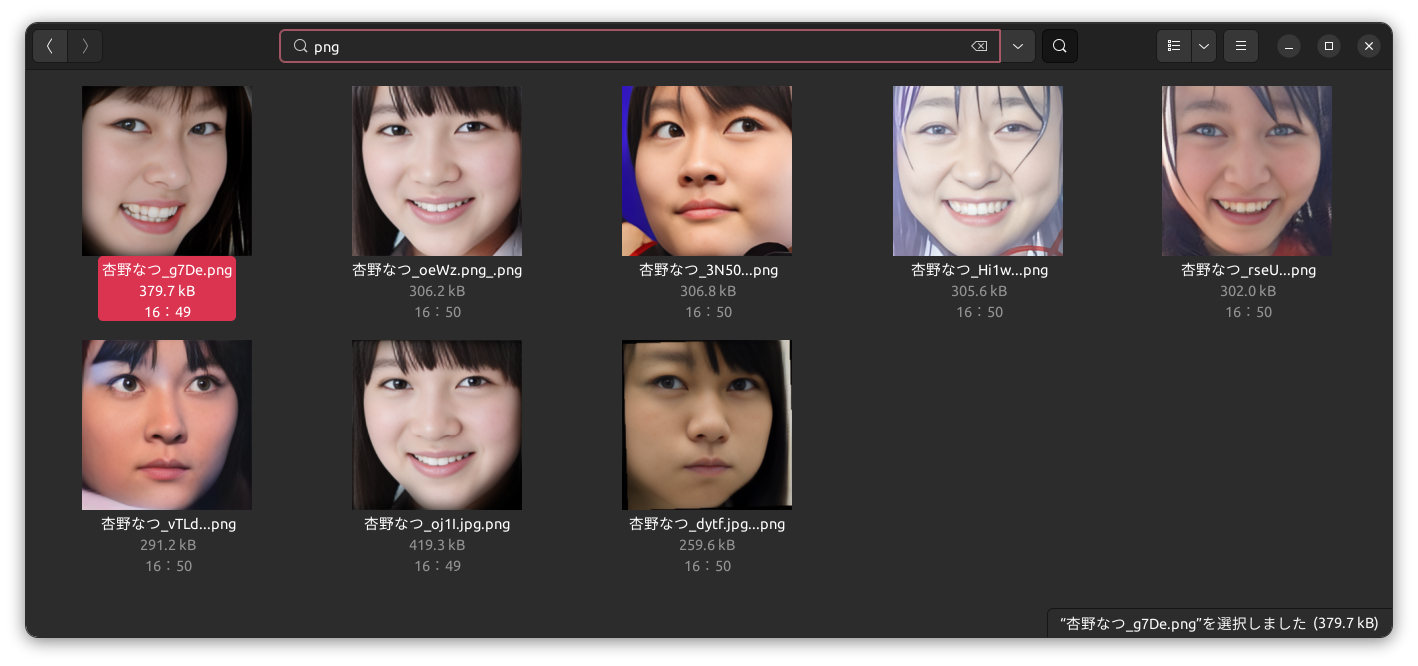 png
杏野なつ_g7De.png
379.7 kB
16：49
杏野なつ_oeWz.png_.png
306.2 kB
16：50
杏野なつ_3N50...png
306.8 kB
16：50
杏野なつ_Hi1w...png
305.6 kB
16：50
杏野なつ_rseU...png
302.0 kB
16：50
杏野なつ_vTLd...png
291.2 kB
16：50
杏野なつ_oj1I.jpg.png
419.3 kB
16：49
杏野なつ_dytf.jpg...png
259.6 kB
16：50
“杏野なつ_g7De.png”を選択しました (379.7 kB)